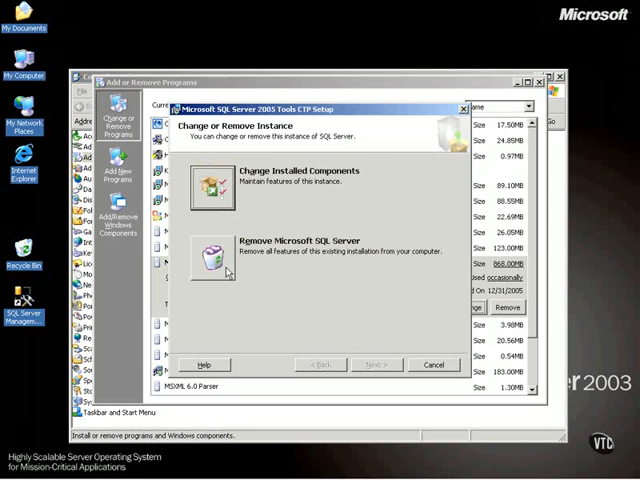 My Documents
My Computer
My Network
Places
Internet
Explorer
Recycle Bin
SQL Server
Managem...
Microsoft
Add or Remove Programs
Change or
Remove
Programs
Add New
Programs
Add/Remove
Windows
Components
Microsoft SQL Server 2005 Tools CTP Setup
Change or Remove Instance
You can change or remove this instance of SQL Server.
Change Installed Components
Maintain features of this instance.
Remove Microsoft SQL Server
Remove all features of this existing installation from your computer.
Help
< Back
Next >
Cancel
Size 17.50MB
Size 24.85MB
Size 0.97MB
Size 89.10MB
Size 88.55MB
Size 22.69MB
Size 26.05MB
Size 123.00MB
Size 868.00MB
Used occasionally
On 12/31/2005
Remove
Size 3.98MB
Size 20.56MB
Size 0.54MB
Size 183.00MB
MSXML 6.0 Parser
Size 1.30MB
Taskbar and Start Menu
Install or remove programs and Windows components.
Highly Scalable Server Operating System
for Mission-Critical Applications
er 2003
VTC